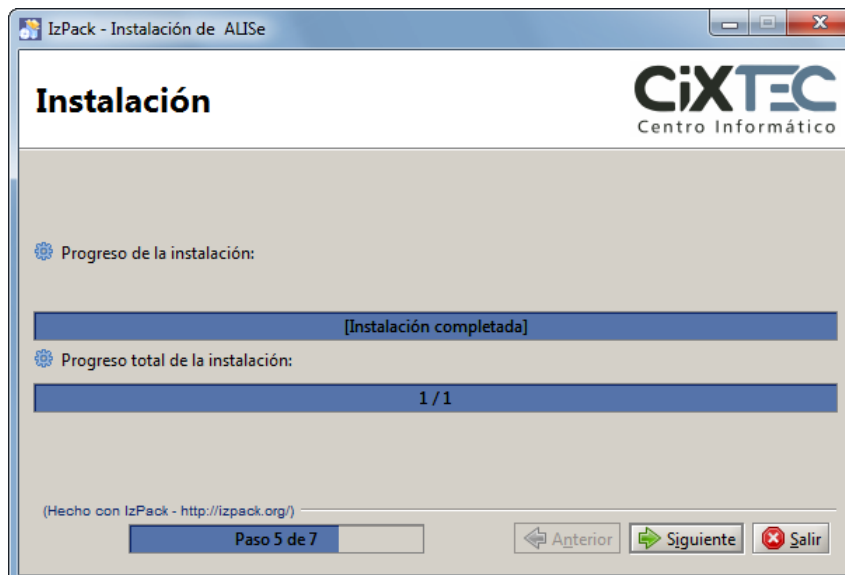 IzPack - Instalación de ALISe
Instalación
CiXTEC
Centro Informático
Progreso de la instalación:
[Instalación completada]
Progreso total de la instalación:
1 / 1
(Hecho con IzPack - http://izpack.org/)
Paso 5 de 7
Anterior
Siguiente
Salir